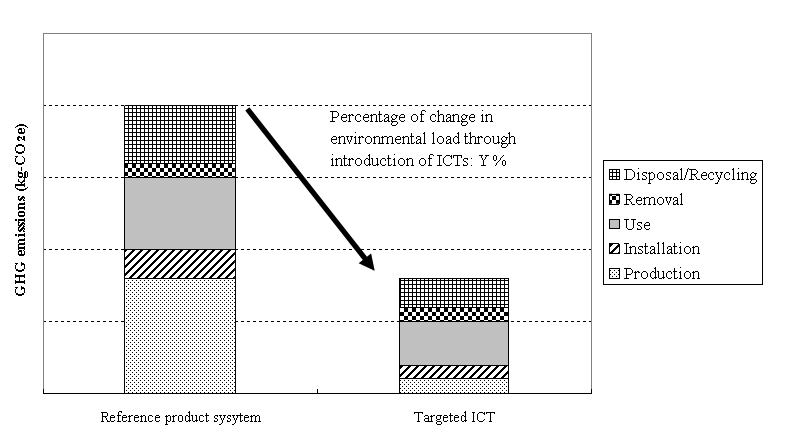 GHG emissions (kg-CO2e)
Percentage of change in
environmental load through
introduction of ICTs: Y %
Disposal/Recycling
Removal
Use
Installation
Production
Reference product sysytem
Targeted ICT